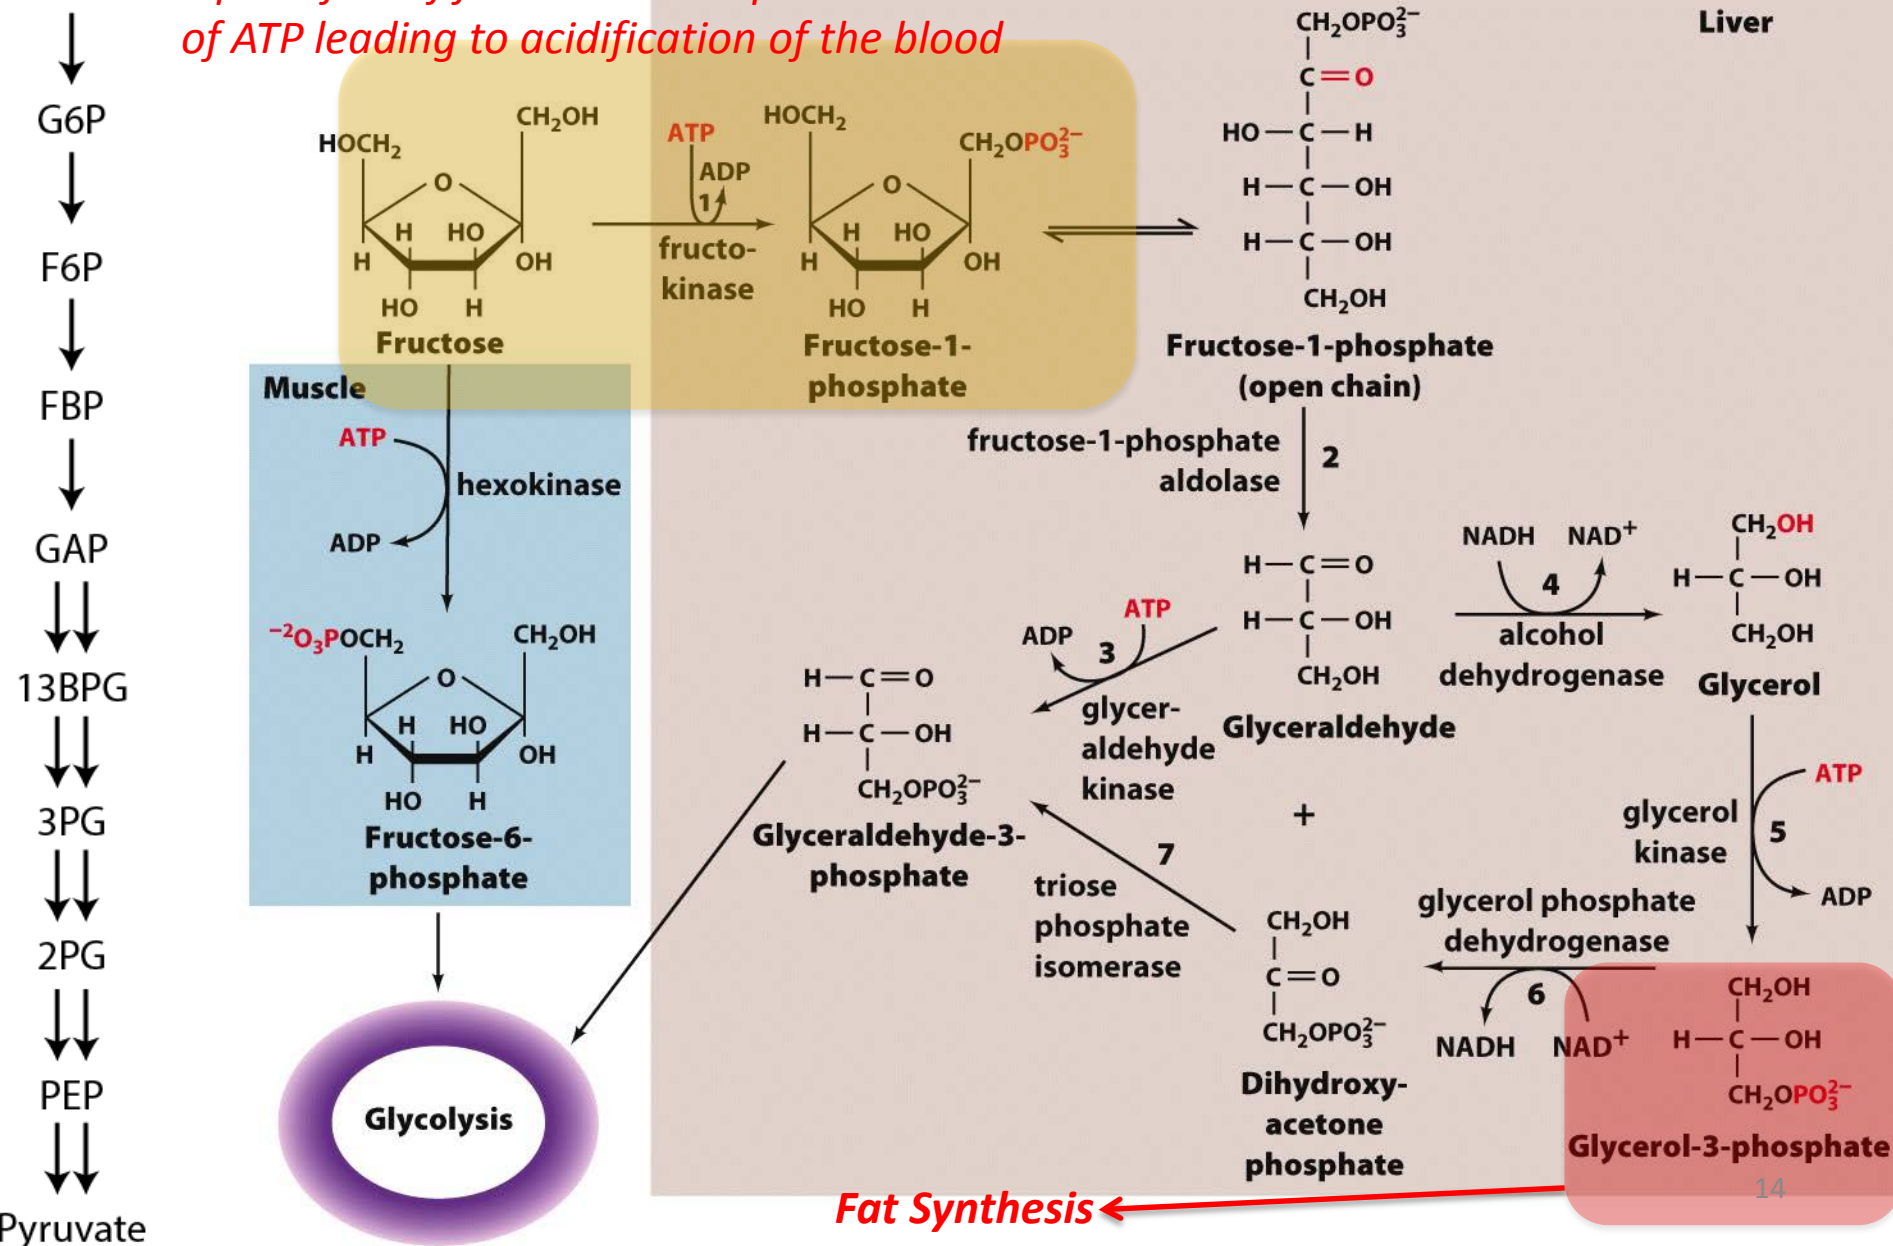 of ATP leading to acidification of the blood
Liver
G6P
F6P
FBP
GAP
13BPG
3PG
2PG
PEP
Pyruvate
HOCH₂
CH₂OH
O
H HO
H OH
HO H
Fructose
ATP
ADP
1
fructo-
kinase
HOCH₂
CH₂OPO₃²⁻
O
H HO
H OH
HO H
Fructose-1-
phosphate
CH₂OPO₃²⁻
C=O
HO—C—H
H—C—OH
H—C—OH
CH₂OH
Fructose-1-phosphate
(open chain)
Muscle
ATP
hexokinase
ADP
⁻²O₃POCH₂
CH₂OH
O
H HO
H OH
HO H
Fructose-6-
phosphate
Glycolysis
fructose-1-phosphate
aldolase
2
H—C=O
H—C—OH
CH₂OH
Glyceraldehyde
NADH NAD⁺
4
alcohol
dehydrogenase
CH₂OH
H—C—OH
CH₂OH
Glycerol
ATP
ADP
3
glycer-
aldehyde
kinase
H—C=O
H—C—OH
CH₂OPO₃²⁻
Glyceraldehyde-3-
phosphate
+
7
triose
phosphate
isomerase
CH₂OH
C=O
CH₂OPO₃²⁻
Dihydroxy-
acetone
phosphate
ATP
glycerol
kinase
5
ADP
glycerol phosphate
dehydrogenase
6
NADH NAD⁺
CH₂OH
H—C—OH
CH₂OPO₃²⁻
Glycerol-3-phosphate
14
Fat Synthesis